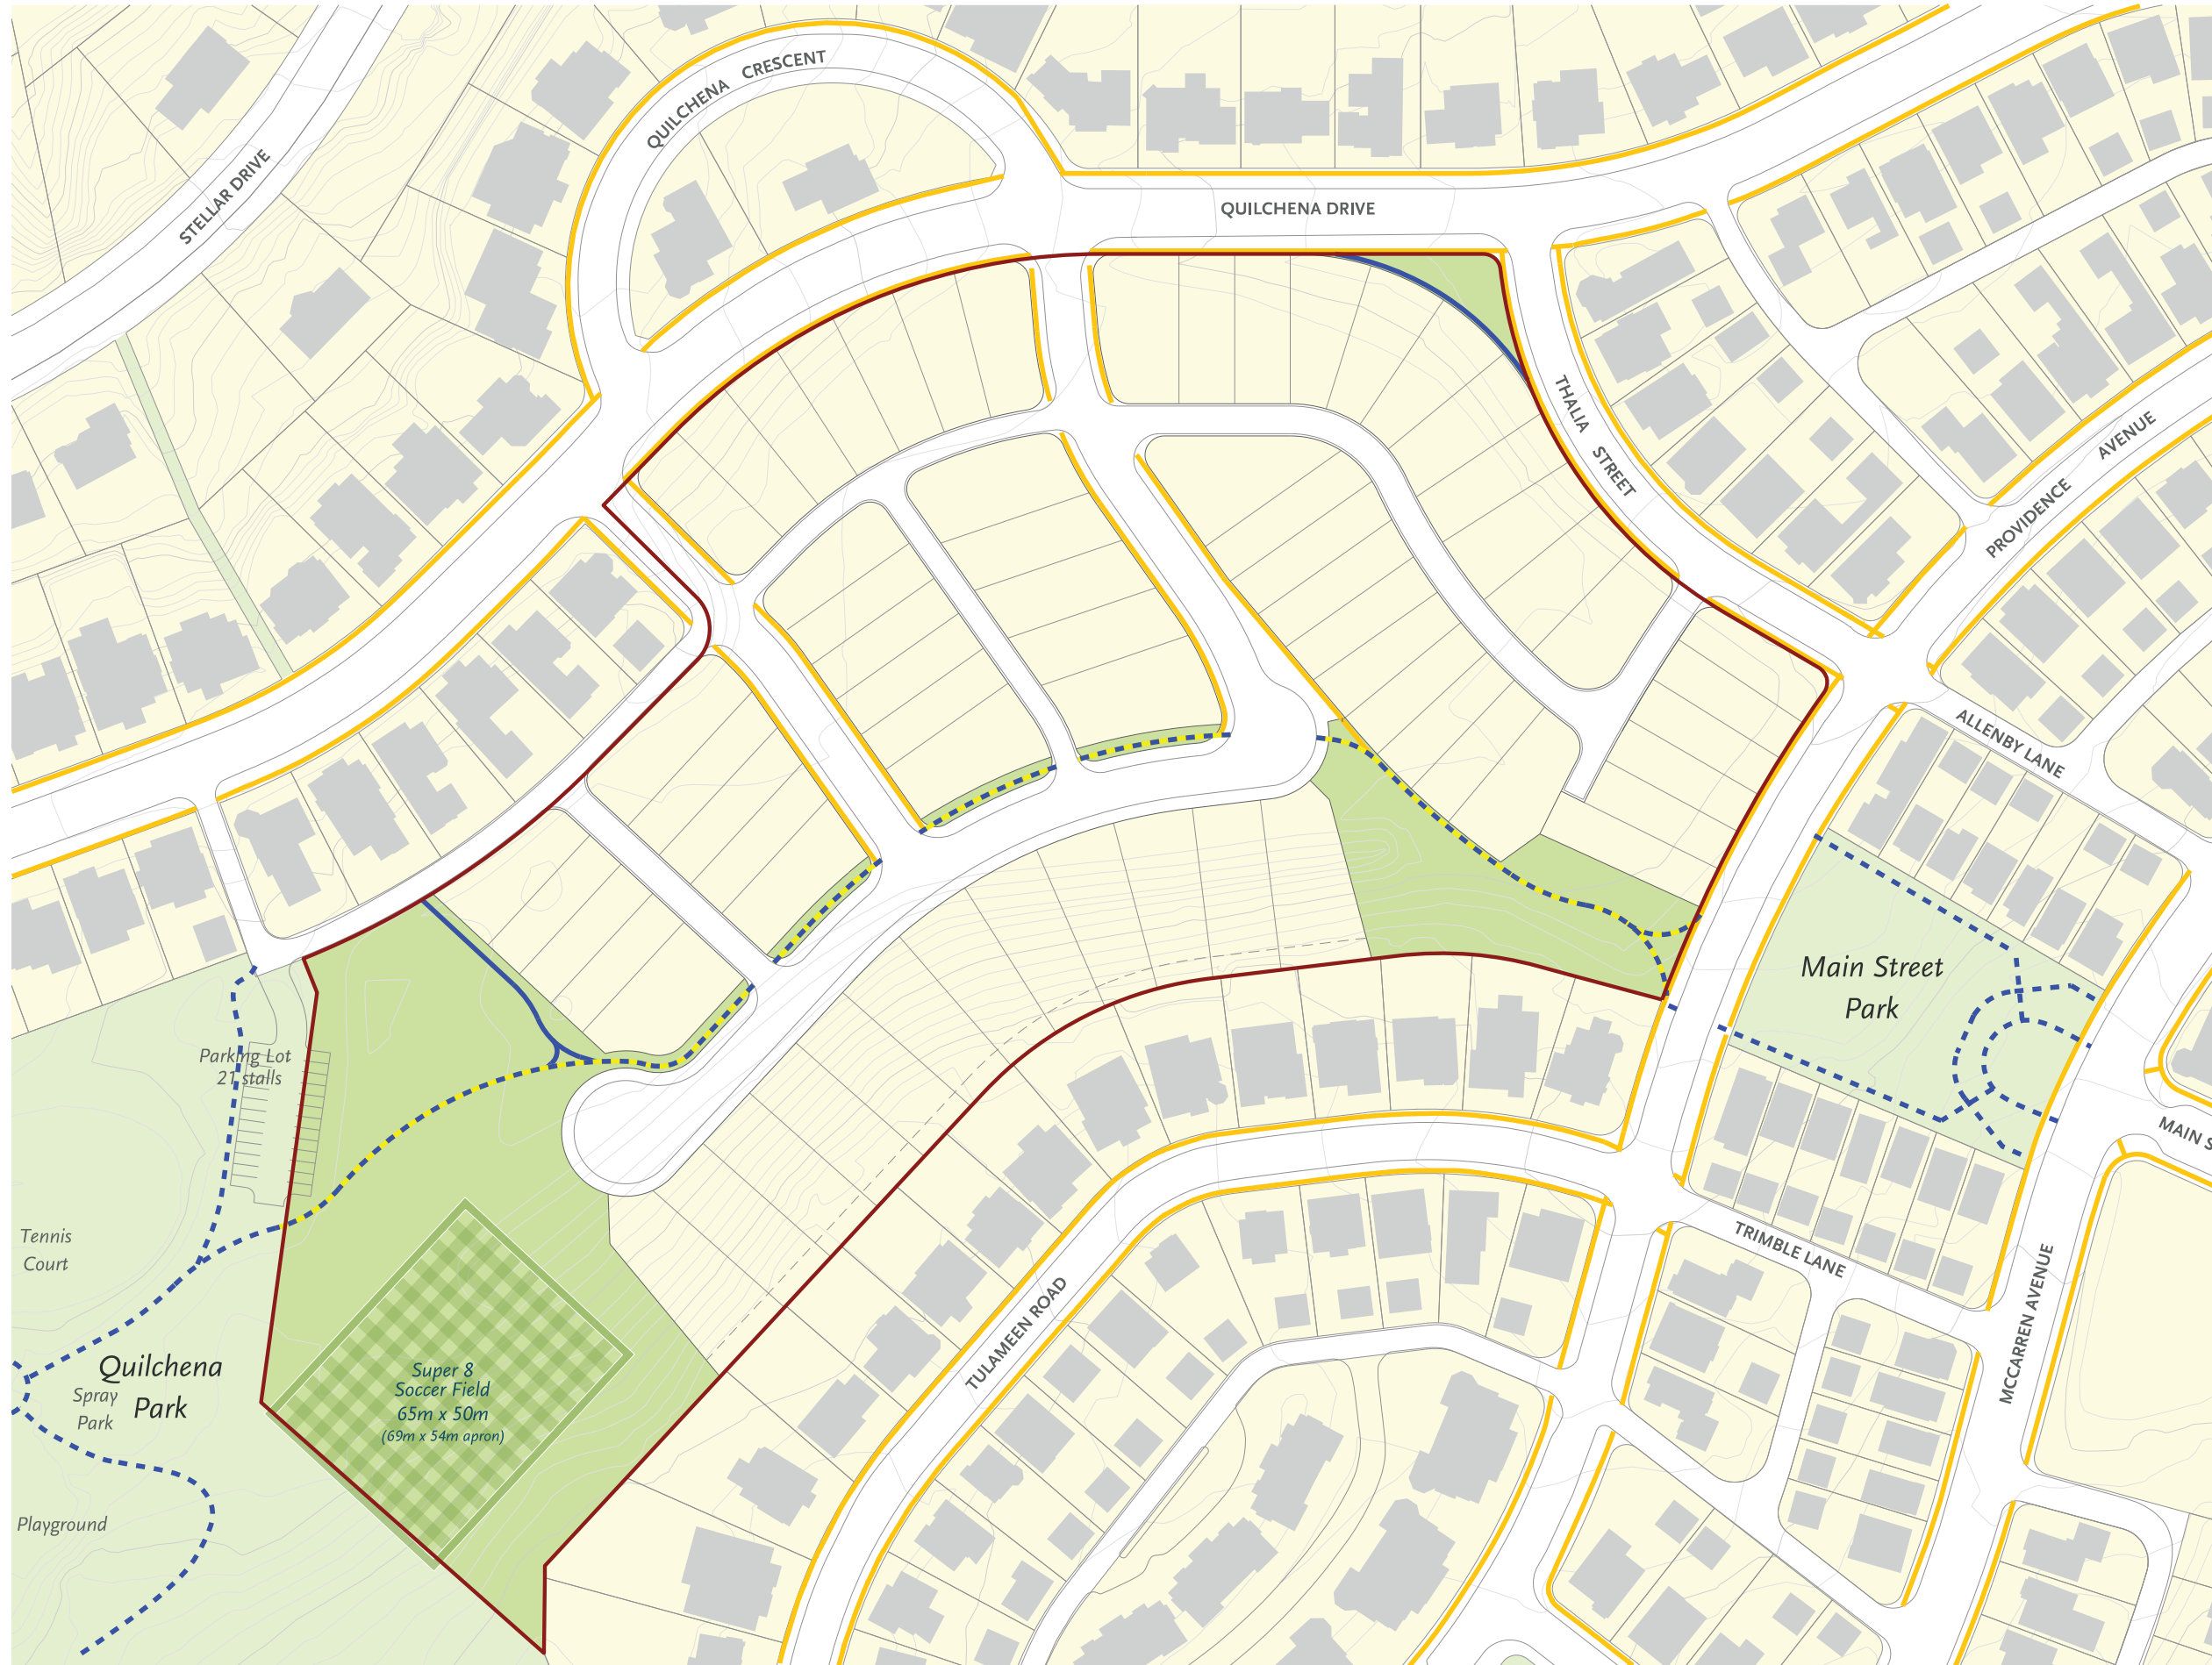 QUILCHENA CRESCENT
STELLAR DRIVE
QUILCHENA DRIVE
THALIA STREET
PROVIDENCE AVENUE
ALLENBY LANE
Main Street
Park
Parking Lot
21 stalls
MAIN S
Tennis
Court
TRIMBLE LANE
TULAMEEN ROAD
MCCARREN AVENUE
Quilchena
Park
Spray
Park
Super 8
Soccer Field
65m x 50m
(69m x 54m apron)
Playground